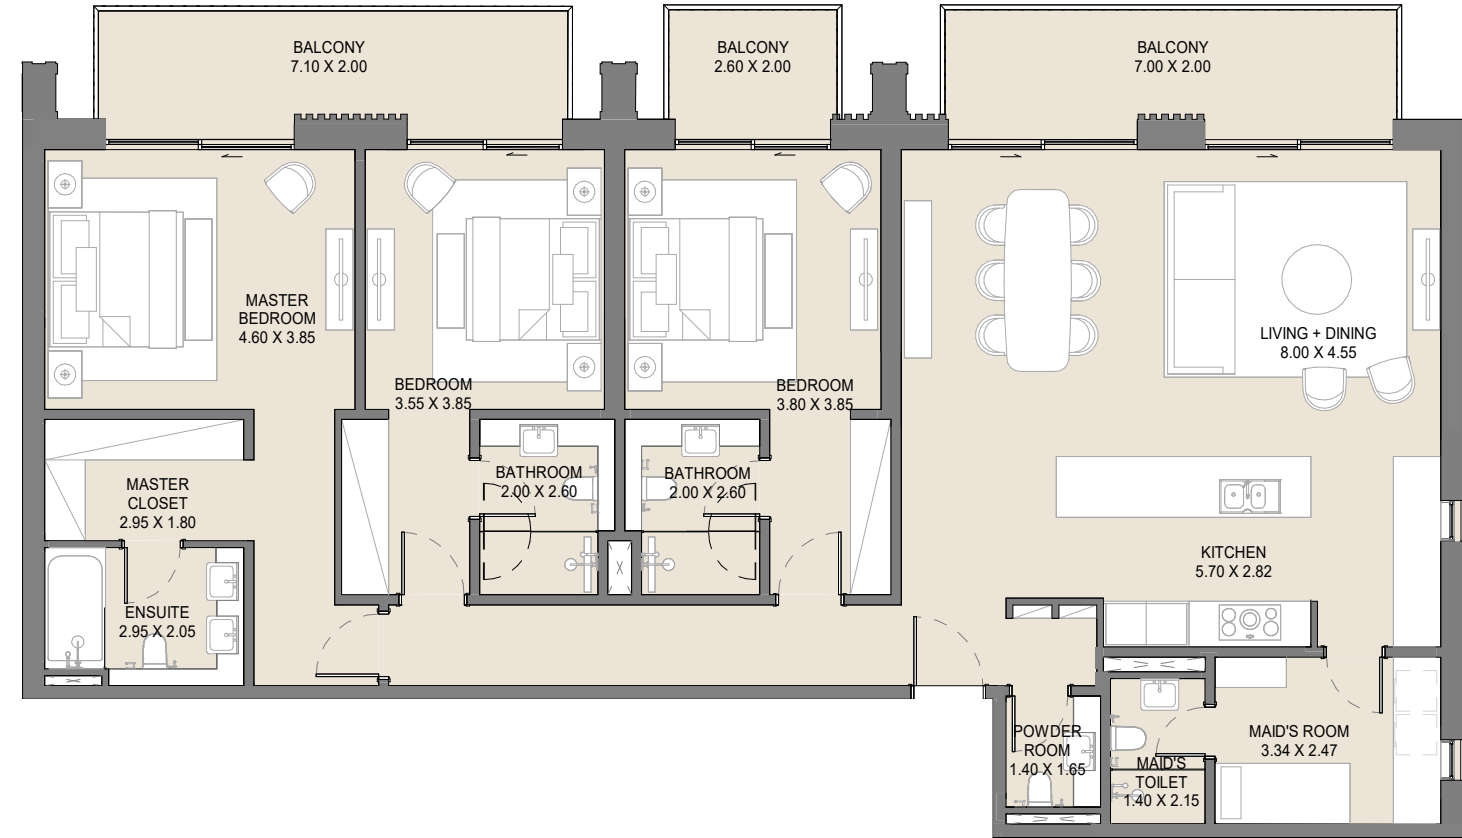 BALCONY
7.10 X 2.00
BALCONY
2.60 X 2.00
BALCONY
7.00 X 2.00
MASTER
BEDROOM
4.60 X 3.85
BEDROOM
3.55 X 3.85
BEDROOM
3.80 X 3.85
LIVING + DINING
8.00 X 4.55
MASTER
CLOSET
2.95 X 1.80
BATHROOM
2.00 X 2.60
BATHROOM
2.00 X 2.60
KITCHEN
5.70 X 2.82
ENSUITE
2.95 X 2.05
POWDER
ROOM
1.40 X 1.65
MAID'S
TOILET
1.40 X 2.15
MAID'S ROOM
3.34 X 2.47